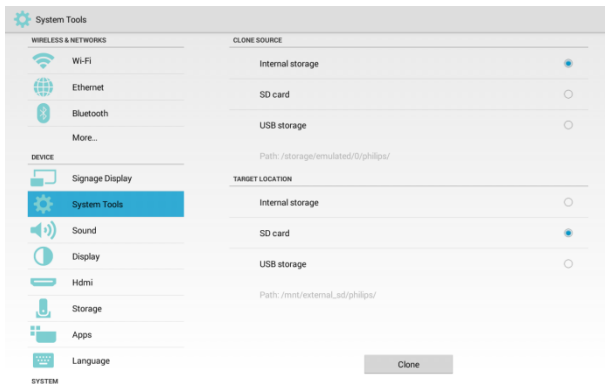 System Tools
WIRELESS & NETWORKS
Wi-Fi
Ethernet
Bluetooth
More...
DEVICE
Signage Display
System Tools
Sound
Display
Hdmi
Storage
Apps
Language
SYSTEM
CLONE SOURCE
Internal storage
SD card
USB storage
Path: /storage/emulated/0/philips/
TARGET LOCATION
Internal storage
SD card
USB storage
Path: /mnt/external_sd/philips/
Clone